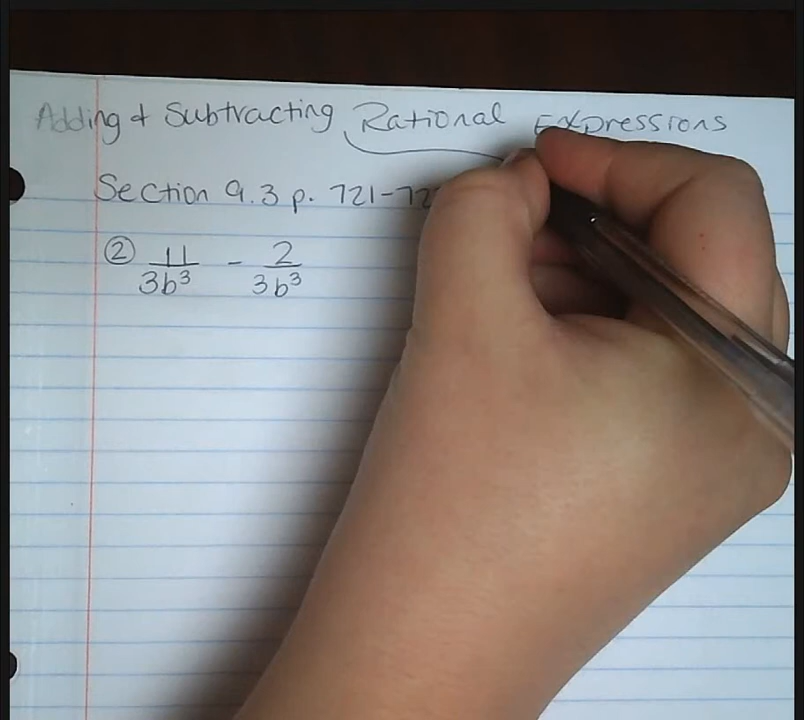 Adding & Subtracting Rational Expressions
Section 9.3 p. 721-72
② 11/3b³ - 2/3b³